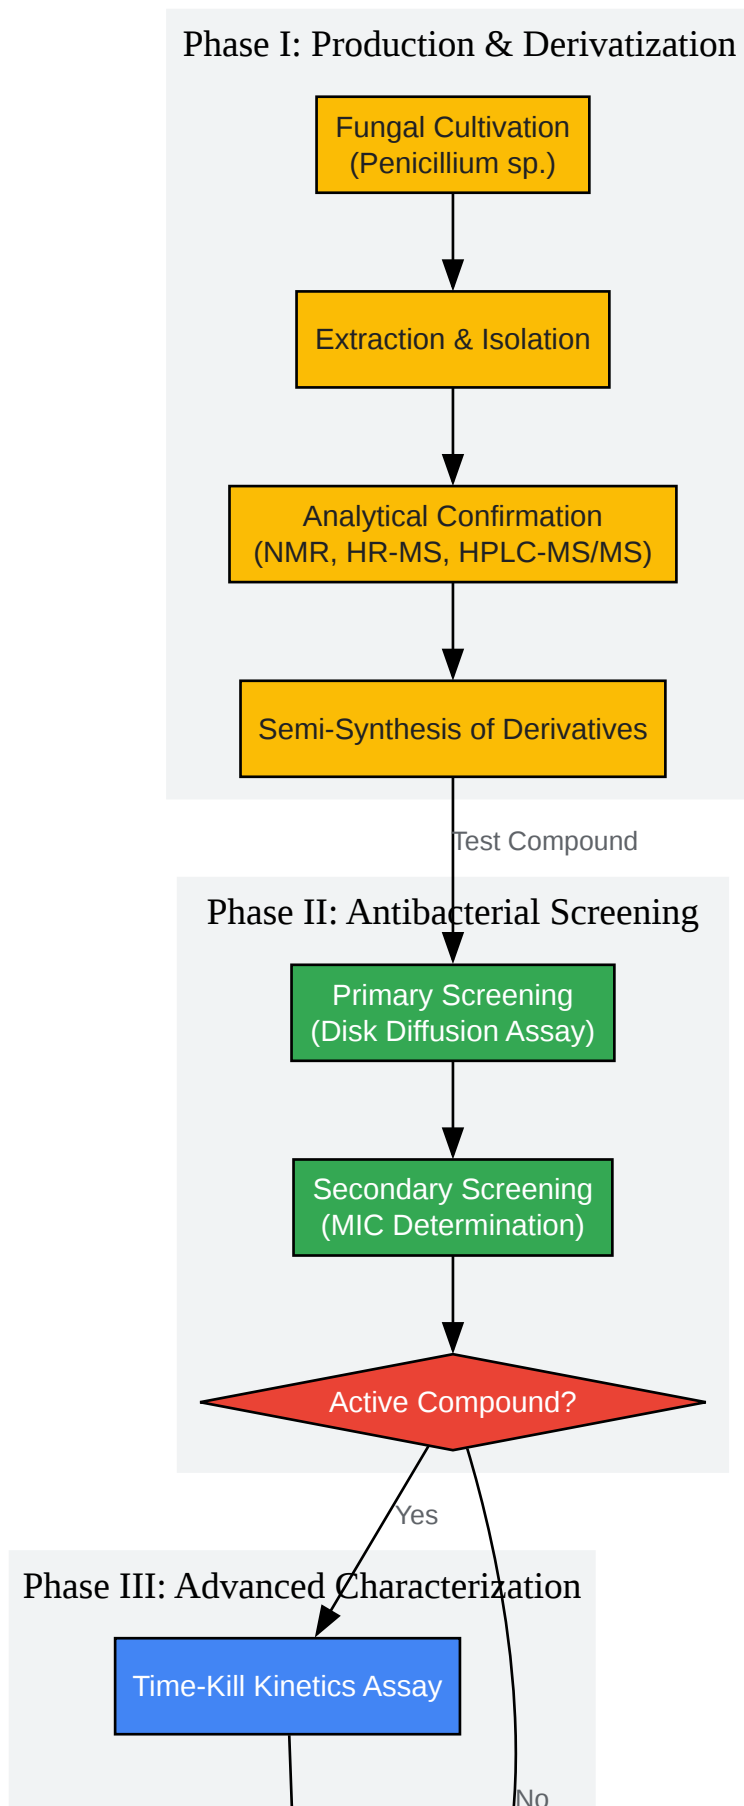 Phase I: Production & Derivatization
Fungal Cultivation
(Penicillium sp.)
Extraction & Isolation
Analytical Confirmation
(NMR, HR-MS, HPLC-MS/MS)
Semi-Synthesis of Derivatives
Test Compound
Phase II: Antibacterial Screening
Primary Screening
(Disk Diffusion Assay)
Secondary Screening
(MIC Determination)
Active Compound?
Yes
Phase III: Advanced Characterization
Time-Kill Kinetics Assay
No